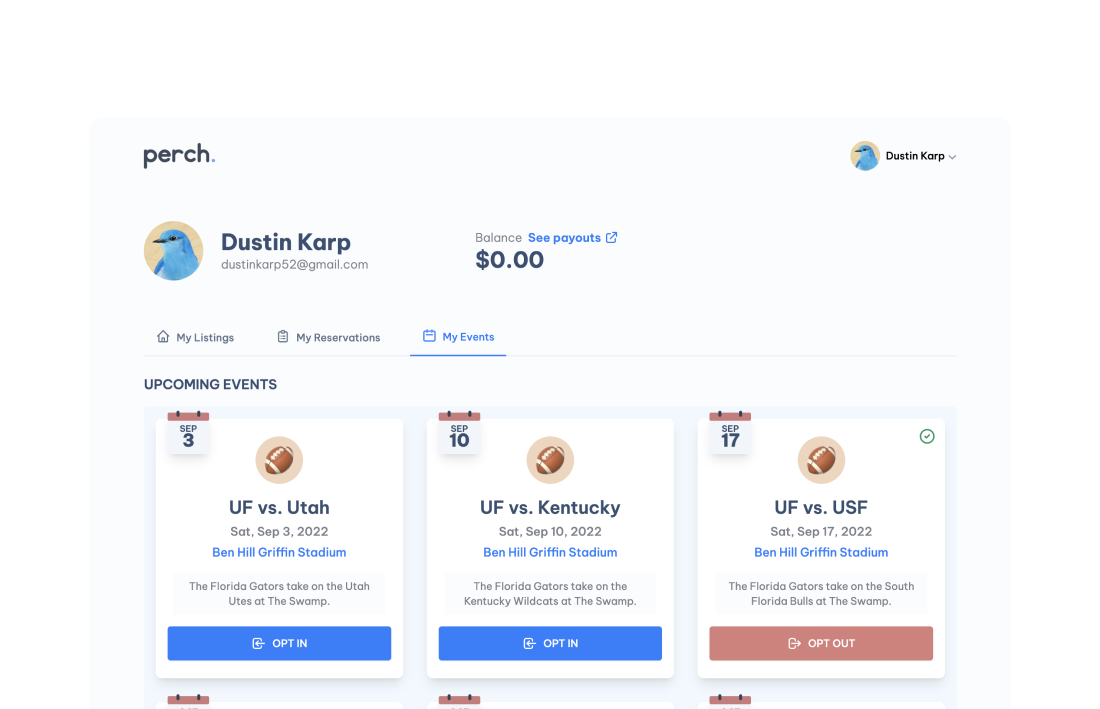 perch.
Dustin Karp
Dustin Karp
dustinkarp52@gmail.com
Balance See payouts
$0.00
My Listings
My Reservations
My Events
UPCOMING EVENTS
SEP
3
UF vs. Utah
Sat, Sep 3, 2022
Ben Hill Griffin Stadium
The Florida Gators take on the Utah
Utes at The Swamp.
OPT IN
SEP
10
UF vs. Kentucky
Sat, Sep 10, 2022
Ben Hill Griffin Stadium
The Florida Gators take on the
Kentucky Wildcats at The Swamp.
OPT IN
SEP
17
UF vs. USF
Sat, Sep 17, 2022
Ben Hill Griffin Stadium
The Florida Gators take on the South
Florida Bulls at The Swamp.
OPT OUT